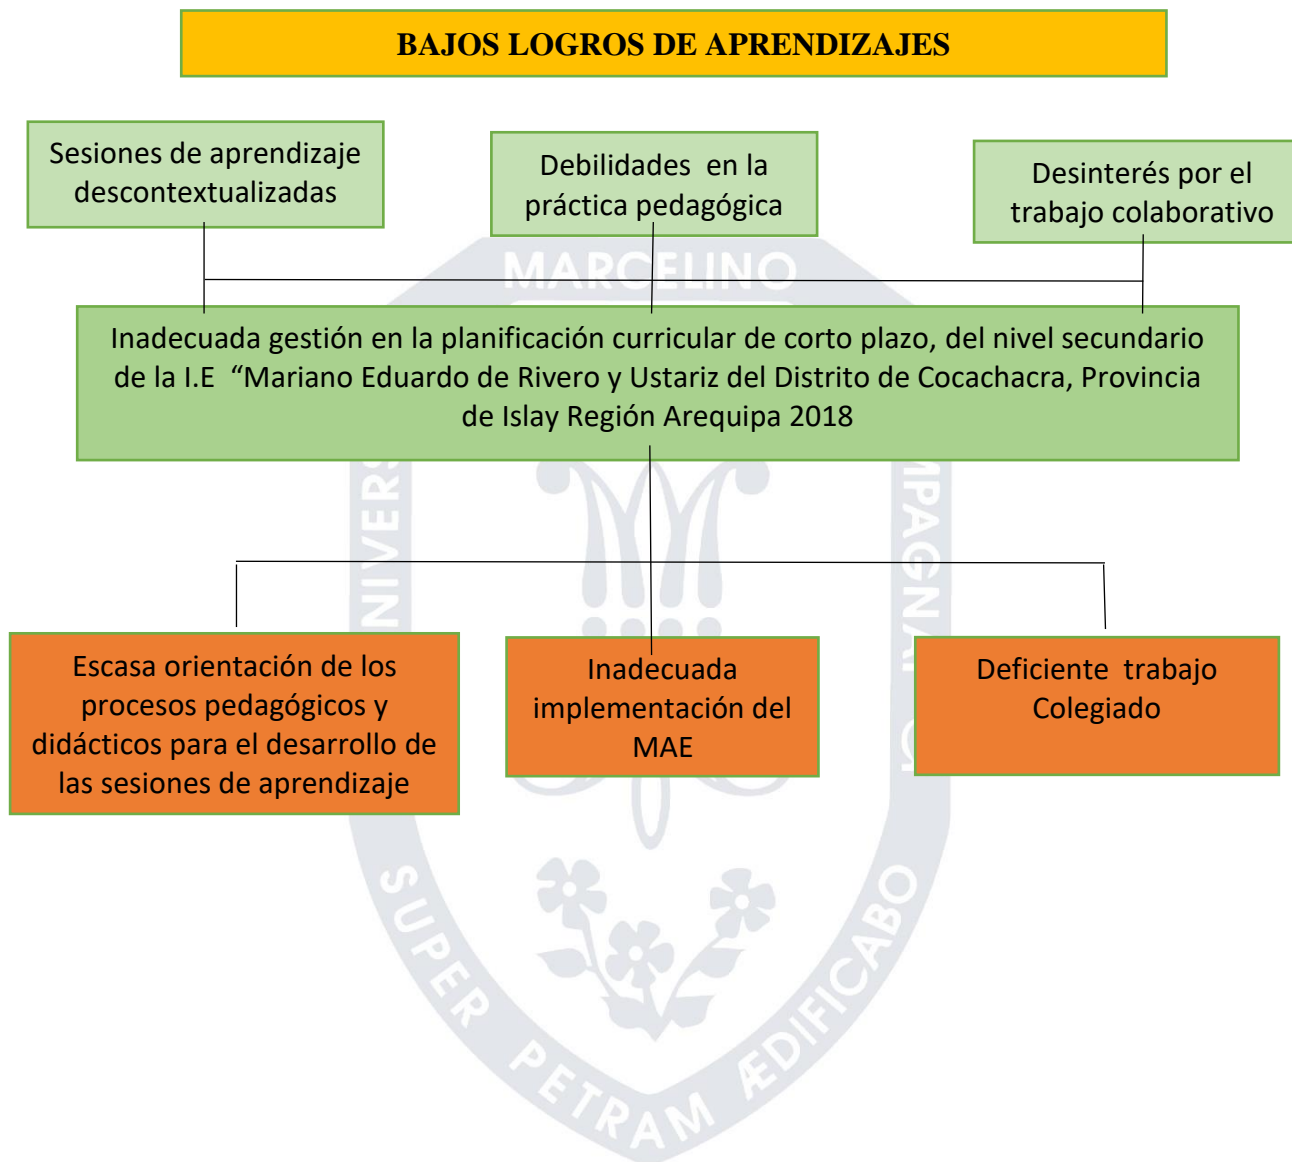 BAJOS LOGROS DE APRENDIZAJES
Sesiones de aprendizaje
descontextualizadas
Debilidades en la
práctica pedagógica
Desinterés por el
trabajo colaborativo
MARCELINO
Inadecuada gestión en la planificación curricular de corto plazo, del nivel secundario
de la I.E “Mariano Eduardo de Rivero y Ustariz del Distrito de Cocachacra, Provincia
de Islay Región Arequipa 2018
Escasa orientación de los
procesos pedagógicos y
didácticos para el desarrollo de
las sesiones de aprendizaje
Inadecuada
implementación del
MAE
Deficiente trabajo
Colegiado
SUPER PETRAM ÆDIFICABO